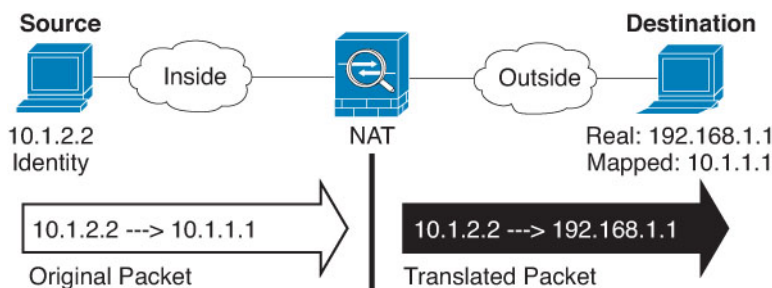 Source
Destination
Inside
Outside
10.1.2.2
Identity
NAT
Real: 192.168.1.1
Mapped: 10.1.1.1
10.1.2.2 ---> 10.1.1.1
10.1.2.2 ---> 192.168.1.1
Original Packet
Translated Packet